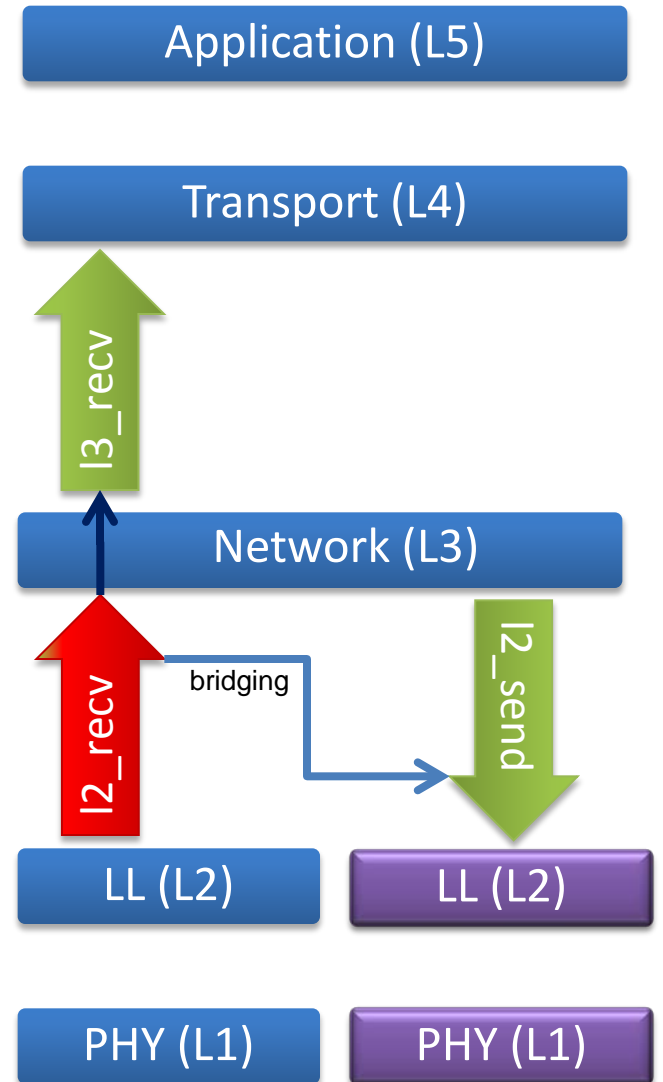 Application (L5)
Transport (L4)
l3_recv
Network (L3)
l2_recv
bridging
l2_send
LL (L2)
LL (L2)
PHY (L1)
PHY (L1)